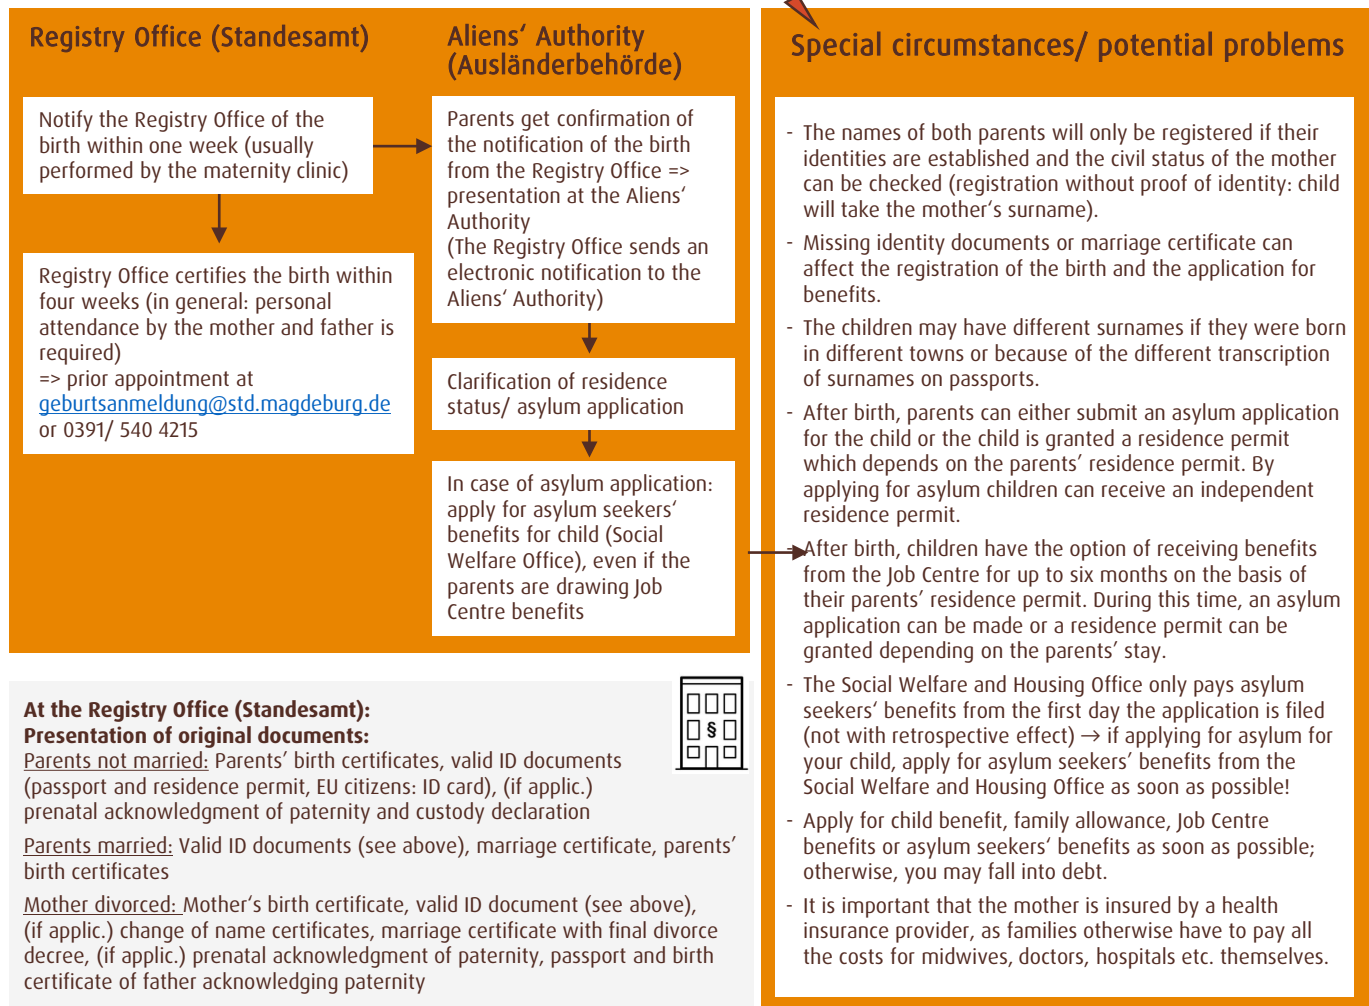 Registry Office (Standesamt)
Notify the Registry Office of the
birth within one week (usually
performed by the maternity clinic)
Registry Office certifies the birth within
four weeks (in general: personal
attendance by the mother and father is
required)
=> prior appointment at
geburtsanmeldung@std.magdeburg.de
or 0391/ 540 4215
Aliens‘ Authority
(Ausländerbehörde)
Parents get confirmation of
the notification of the birth
from the Registry Office =>
presentation at the Aliens‘
Authority
(The Registry Office sends an
electronic notification to the
Aliens‘ Authority)
Clarification of residence
status/ asylum application
In case of asylum application:
apply for asylum seekers‘
benefits for child (Social
Welfare Office), even if the
parents are drawing Job
Centre benefits
At the Registry Office (Standesamt):
Presentation of original documents:
Parents not married: Parents’ birth certificates, valid ID documents
(passport and residence permit, EU citizens: ID card), (if applic.)
prenatal acknowledgment of paternity and custody declaration
Parents married: Valid ID documents (see above), marriage certificate, parents’
birth certificates
Mother divorced: Mother’s birth certificate, valid ID document (see above),
(if applic.) change of name certificates, marriage certificate with final divorce
decree, (if applic.) prenatal acknowledgment of paternity, passport and birth
certificate of father acknowledging paternity
§
Special circumstances/ potential problems
- The names of both parents will only be registered if their
identities are established and the civil status of the mother
can be checked (registration without proof of identity: child
will take the mother‘s surname).
- Missing identity documents or marriage certificate can
affect the registration of the birth and the application for
benefits.
- The children may have different surnames if they were born
in different towns or because of the different transcription
of surnames on passports.
- After birth, parents can either submit an asylum application
for the child or the child is granted a residence permit
which depends on the parents’ residence permit. By
applying for asylum children can receive an independent
residence permit.
- After birth, children have the option of receiving benefits
from the Job Centre for up to six months on the basis of
their parents’ residence permit. During this time, an asylum
application can be made or a residence permit can be
granted depending on the parents’ stay.
- The Social Welfare and Housing Office only pays asylum
seekers‘ benefits from the first day the application is filed
(not with retrospective effect) → if applying for asylum for
your child, apply for asylum seekers’ benefits from the
Social Welfare and Housing Office as soon as possible!
- Apply for child benefit, family allowance, Job Centre
benefits or asylum seekers‘ benefits as soon as possible;
otherwise, you may fall into debt.
- It is important that the mother is insured by a health
insurance provider, as families otherwise have to pay all
the costs for midwives, doctors, hospitals etc. themselves.